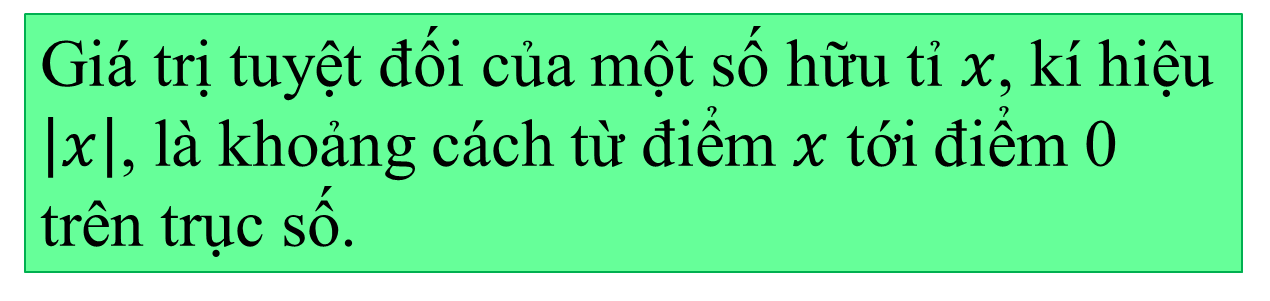 Giá trị tuyệt đối của một số hữu tỉ x, kí hiệu
|x|, là khoảng cách từ điểm x tới điểm 0
trên trục số.